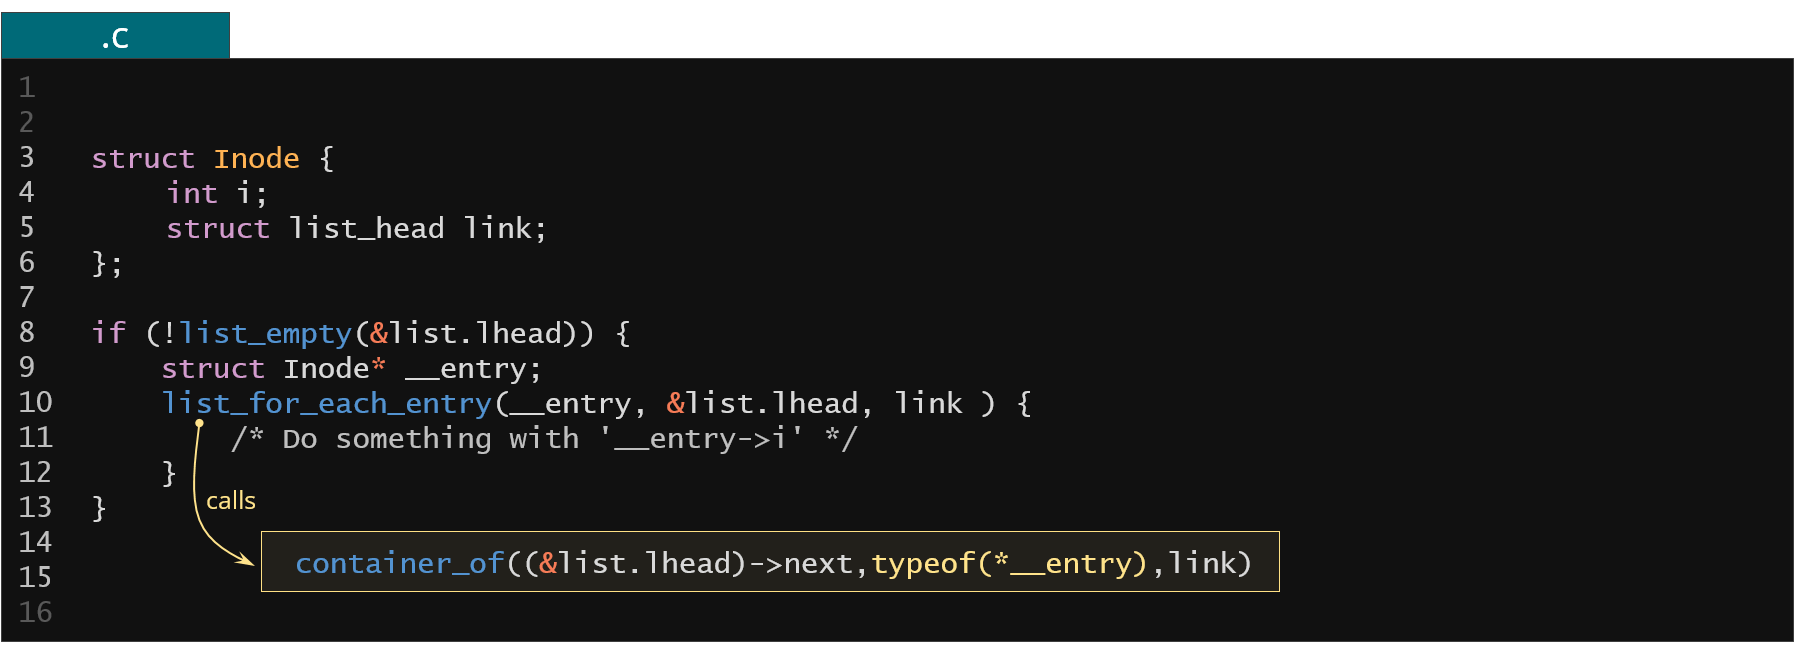 .C
1
2
3 struct Inode {
4 int i;
5 struct list_head link;
6 };
7
8 if (!list_empty(&list.lhead)) {
9 struct Inode* __entry;
10 list_for_each_entry(__entry, &list.lhead, link ) {
11 /* Do something with '__entry->i' */
12 }
calls
13 }
14
15 container_of((&list.lhead)->next,typeof(*__entry),link)
16